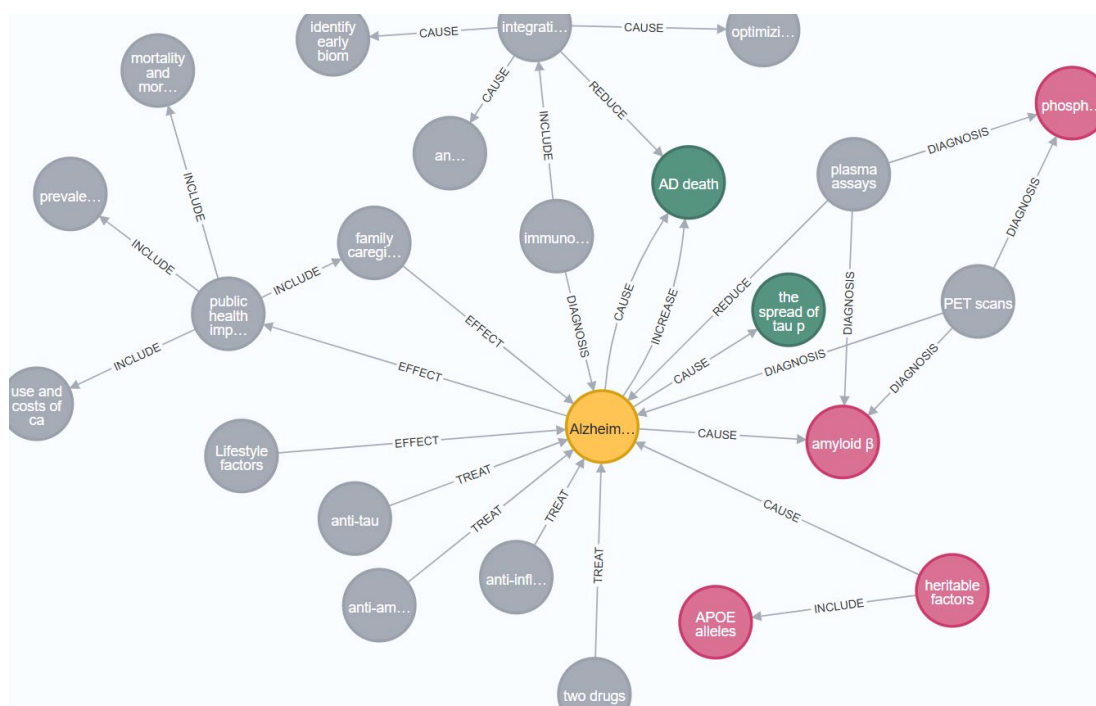 identify
early
biom
CAUSE
integrati…
CAUSE
optimizi…
mortality
and
mor…
CAUSE
REDUCE
phosph…
INCLUDE
an…
INCLUDE
AD death
plasma
assays
DIAGNOSIS
prevale…
INCLUDE
family
caregi…
immuno…
DIAGNOSIS
INCLUDE
INCLUDE
public
health
imp…
EFFECT
DIAGNOSIS
CAUSE
INCREASE
REDUCE
the
spread of
tau p
DIAGNOSIS
PET scans
INCLUDE
EFFECT
CAUSE
DIAGNOSIS
DIAGNOSIS
use and
costs of
ca
Alzheim…
CAUSE
amyloid β
Lifestyle
factors
EFFECT
TREAT
anti-tau
TREAT
TREAT
CAUSE
TREAT
anti-am…
anti-infl…
heritable
factors
INCLUDE
APOE
alleles
two drugs